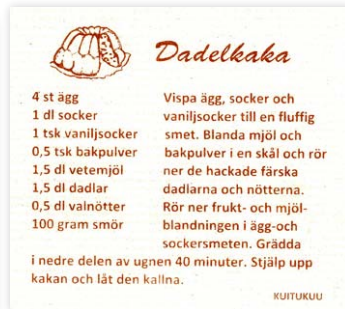 Dadelkaka
4 st ägg
1 dl socker
1 tsk vaniljsocker
0,5 tsk bakpulver
1,5 dl vetemjöl
1,5 dl dadlar
0,5 dl valnötter
100 gram smör
Vispa ägg, socker och
vaniljsocker till en fluffig
smet. Blanda mjöl och
bakpulver i en skål och rör
ner de hackade färska
dadlarna och nötterna.
Rör ner frukt- och mjöl-
blandningen i ägg-och
sockersmeten. Grädda
i nedre delen av ugnen 40 minuter. Stjälp upp
kakan och låt den kallna.
KUITUKUU